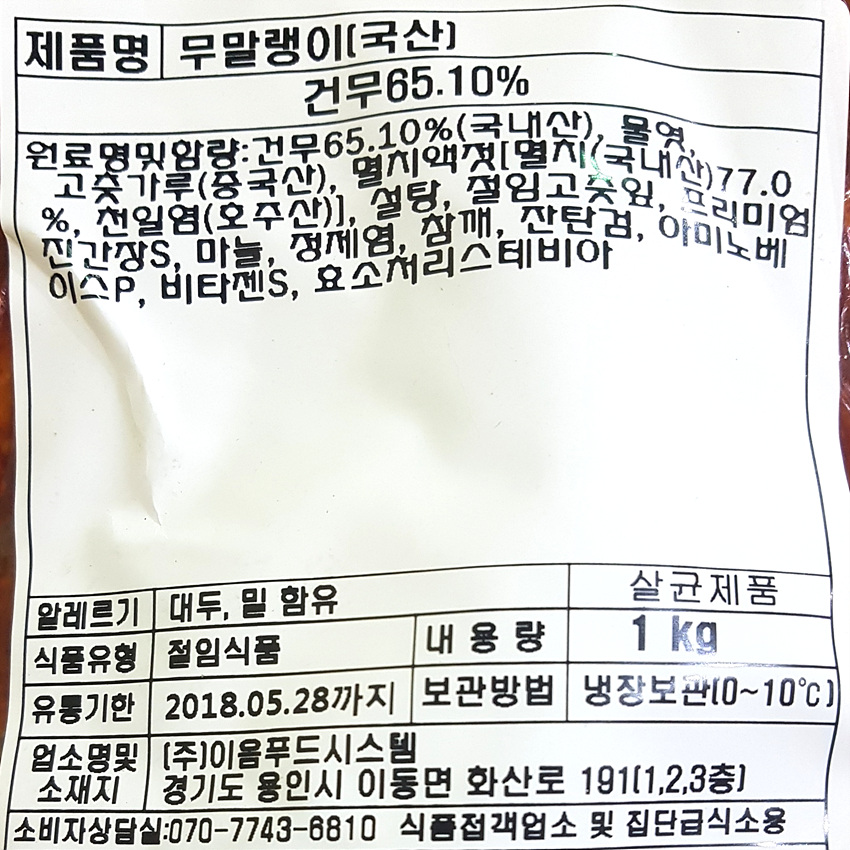 제품명 무말랭이(국산)
건무65.10%
원료명및함량:건무65.10%(국내산), 물엿,
고춧가루(중국산), 멸치액젓[멸치(국내산)77.0
%, 천일염(호주산)], 설탕, 절임고춧잎, 프리미엄
진간장S, 마늘, 정제염, 참깨, 잔탄검, 아미노베
이스P, 비타젠S, 효소처리스테비아
알레르기 대두, 밀 함유 살균제품
식품유형 절임식품 내용량 1 kg
유통기한 2018.05.28까지 보관방법 냉장보관(0~10℃)
업소명및 (주)이음푸드시스템
소재지 경기도 용인시 이동면 화산로 191(1,2,3층)
소비자상담실:070-7743-6810 식품접객업소 및 집단급식소용